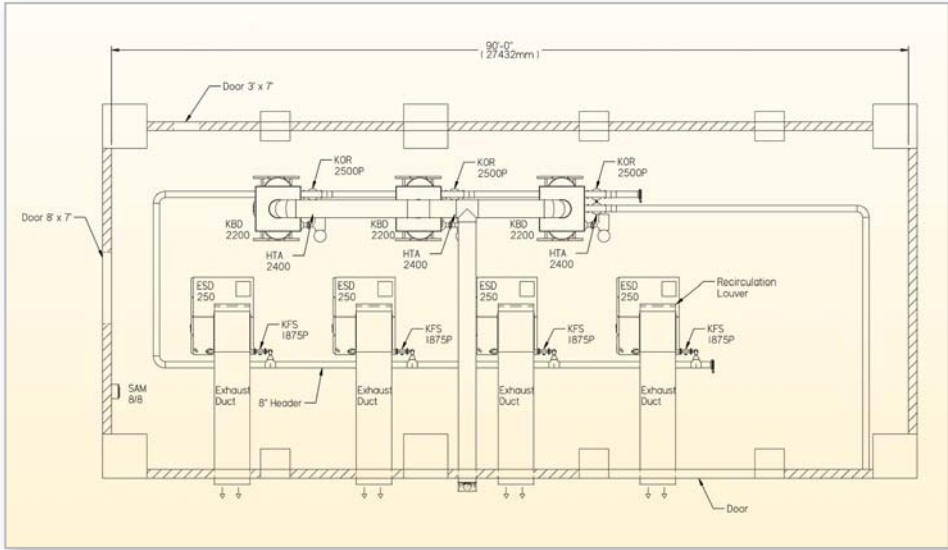 90'-0"
( 27432mm )
Door 3' x 7'
KOR
2500P
KOR
2500P
KOR
2500P
Door 8' x 7'
KBD
2200
KBD
2200
KBD
2200
HTA
2400
HTA
2400
HTA
2400
ESD
250
ESD
250
ESD
250
ESD
250
Recirculation
Louver
KFS
1875P
KFS
1875P
KFS
1875P
KFS
1875P
SAM
8/8
Exhaust
Duct
8" Header
Exhaust
Duct
Exhaust
Duct
Exhaust
Duct
Door